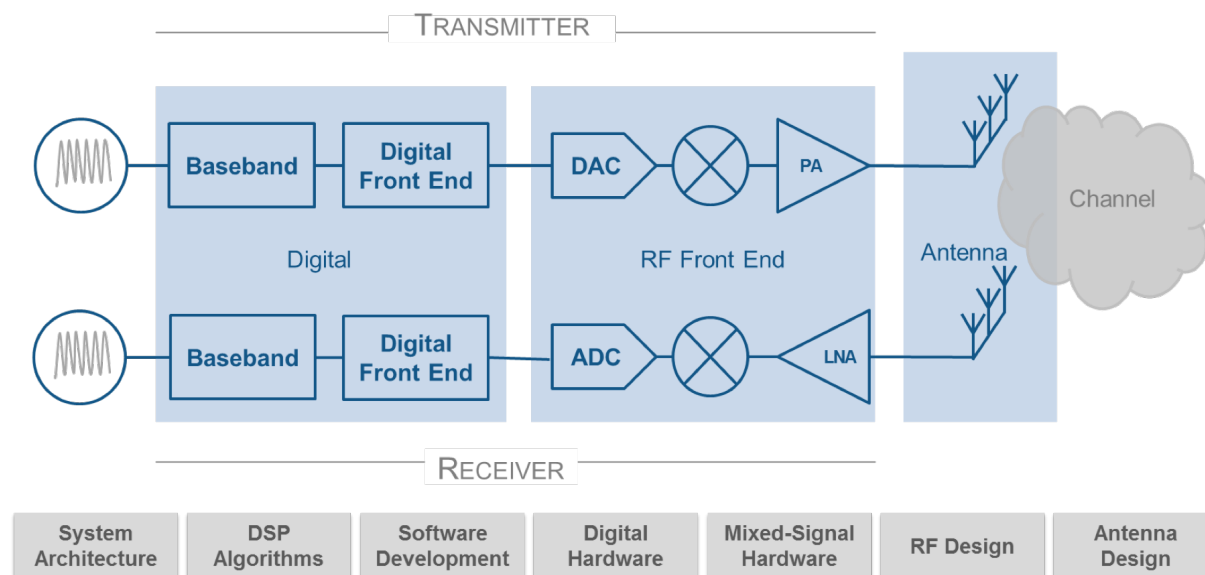 TRANSMITTER
Baseband
Digital
Front End
DAC
PA
Channel
Digital
RF Front End
Antenna
Baseband
Digital
Front End
ADC
LNA
RECEIVER
System
Architecture
DSP
Algorithms
Software
Development
Digital
Hardware
Mixed-Signal
Hardware
RF Design
Antenna
Design